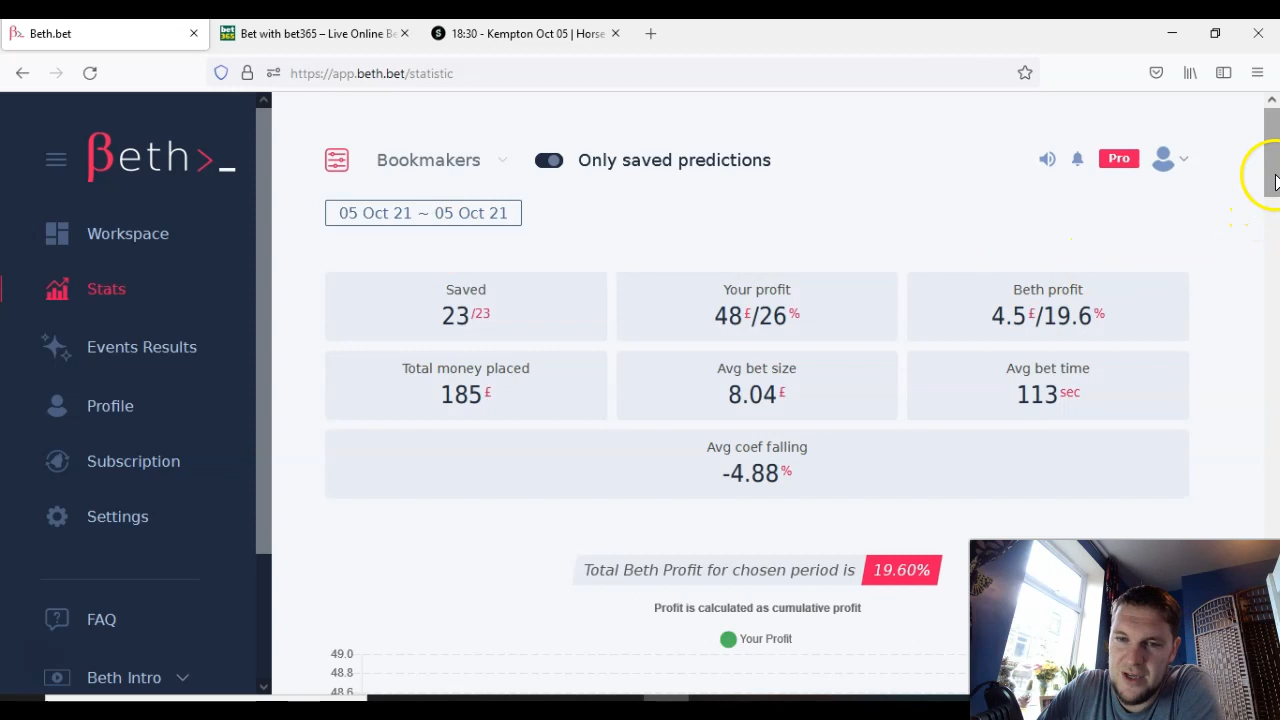 Beth.bet
Bet with bet365 – Live Online Be
18:30 - Kempton Oct 05 | Horse
https://app.beth.bet/statistic
βeth>_
Bookmakers
Only saved predictions
Pro
05 Oct 21 ~ 05 Oct 21
Workspace
Stats
Events Results
Profile
Subscription
Settings
FAQ
Beth Intro
Saved
23/23
Your profit
48£/26%
Beth profit
4.5£/19.6%
Total money placed
185£
Avg bet size
8.04£
Avg bet time
113sec
Avg coef falling
-4.88%
Total Beth Profit for chosen period is 19.60%
Profit is calculated as cumulative profit
Your Profit
49.0
48.8
48.6